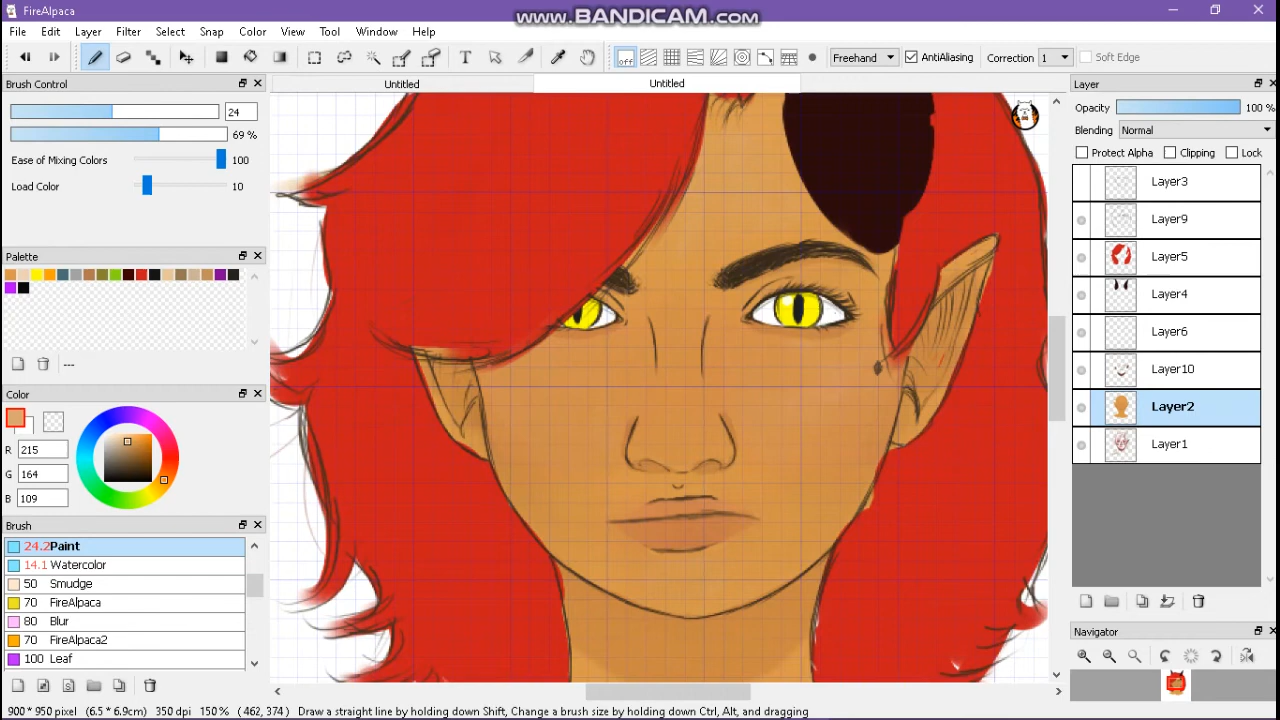 FireAlpaca
www.BANDICAM.com
File Edit Layer Filter Select Snap Color View Tool Window Help
off Freehand AntiAliasing Correction 1 Soft Edge
Brush Control
24
69 %
Ease of Mixing Colors 100
Load Color 10
Palette
---
Color
R 215
G 164
B 109
Brush
24.2 Paint
14.1 Watercolor
50 Smudge
70 FireAlpaca
80 Blur
70 FireAlpaca2
100 Leaf
Untitled Untitled
Layer
Opacity 100 %
Blending Normal
Protect Alpha Clipping Lock
Layer3
Layer9
Layer5
Layer4
Layer6
Layer10
Layer2
Layer1
Navigator
900 * 950 pixel (6.5 * 6.9cm) 350 dpi 150 % ( 462, 374 ) Draw a straight line by holding down Shift, Change a brush size by holding down Ctrl, Alt, and dragging